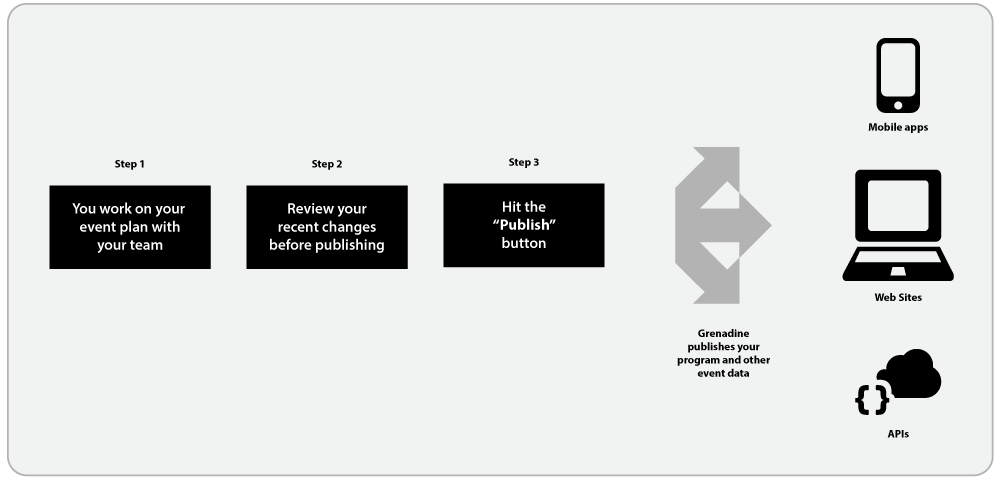 Step 1
You work on your
event plan with
your team
Step 2
Review your
recent changes
before publishing
Step 3
Hit the
“Publish”
button
Grenadine
publishes your
program and other
event data
Mobile apps
Web Sites
{}
APIs